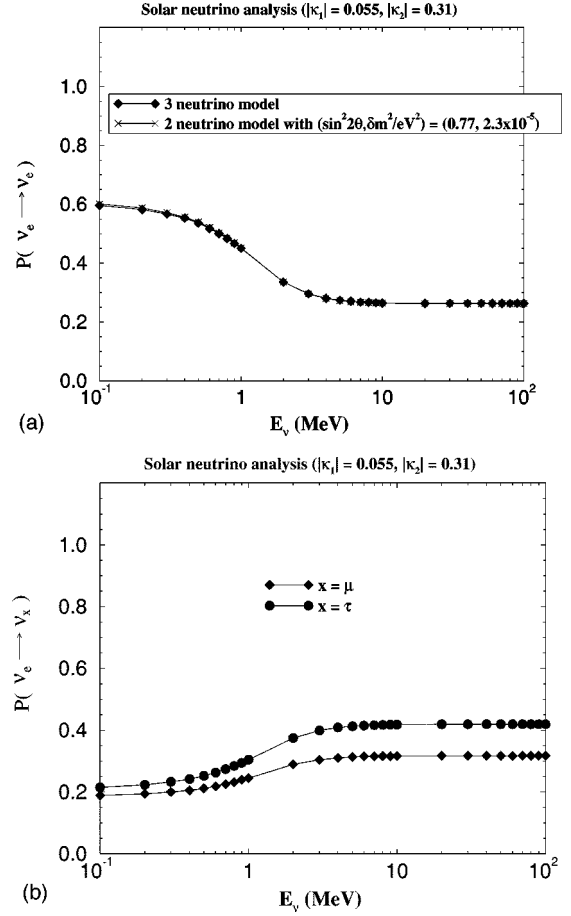 Solar neutrino analysis (|κ₁| = 0.055, |κ₂| = 0.31)
1.0
3 neutrino model
2 neutrino model with (sin²2θ,δm²/eV²) = (0.77, 2.3x10⁻⁵)
0.8
P( νₑ ⟶ νₑ )
0.6
0.4
0.2
0.0
10⁻¹ 1 10 10²
(a)
Eᵥ (MeV)
Solar neutrino analysis (|κ₁| = 0.055, |κ₂| = 0.31)
1.0
x = μ
x = τ
0.8
P( νₑ ⟶ νₓ )
0.6
0.4
0.2
0.0
10⁻¹ 1 10 10²
(b)
Eᵥ (MeV)